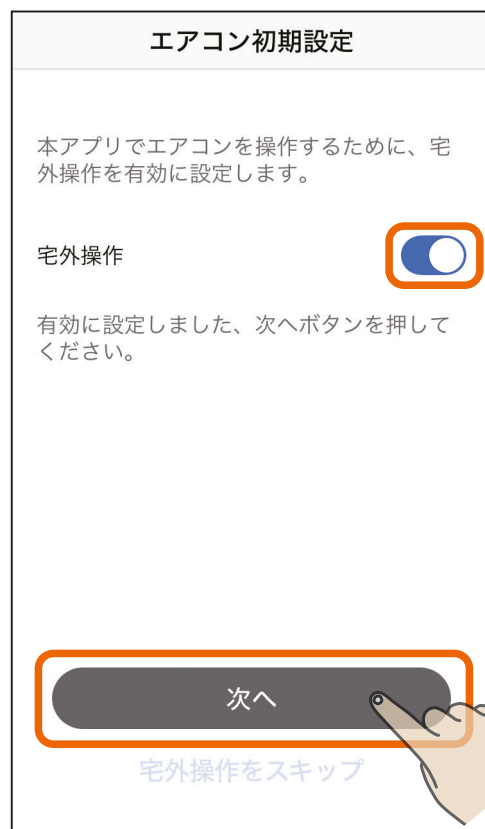 エアコン初期設定
本アプリでエアコンを操作するために、宅
外操作を有効に設定します。
宅外操作
有効に設定しました、次へボタンを押して
ください。
次へ
宅外操作をスキップ